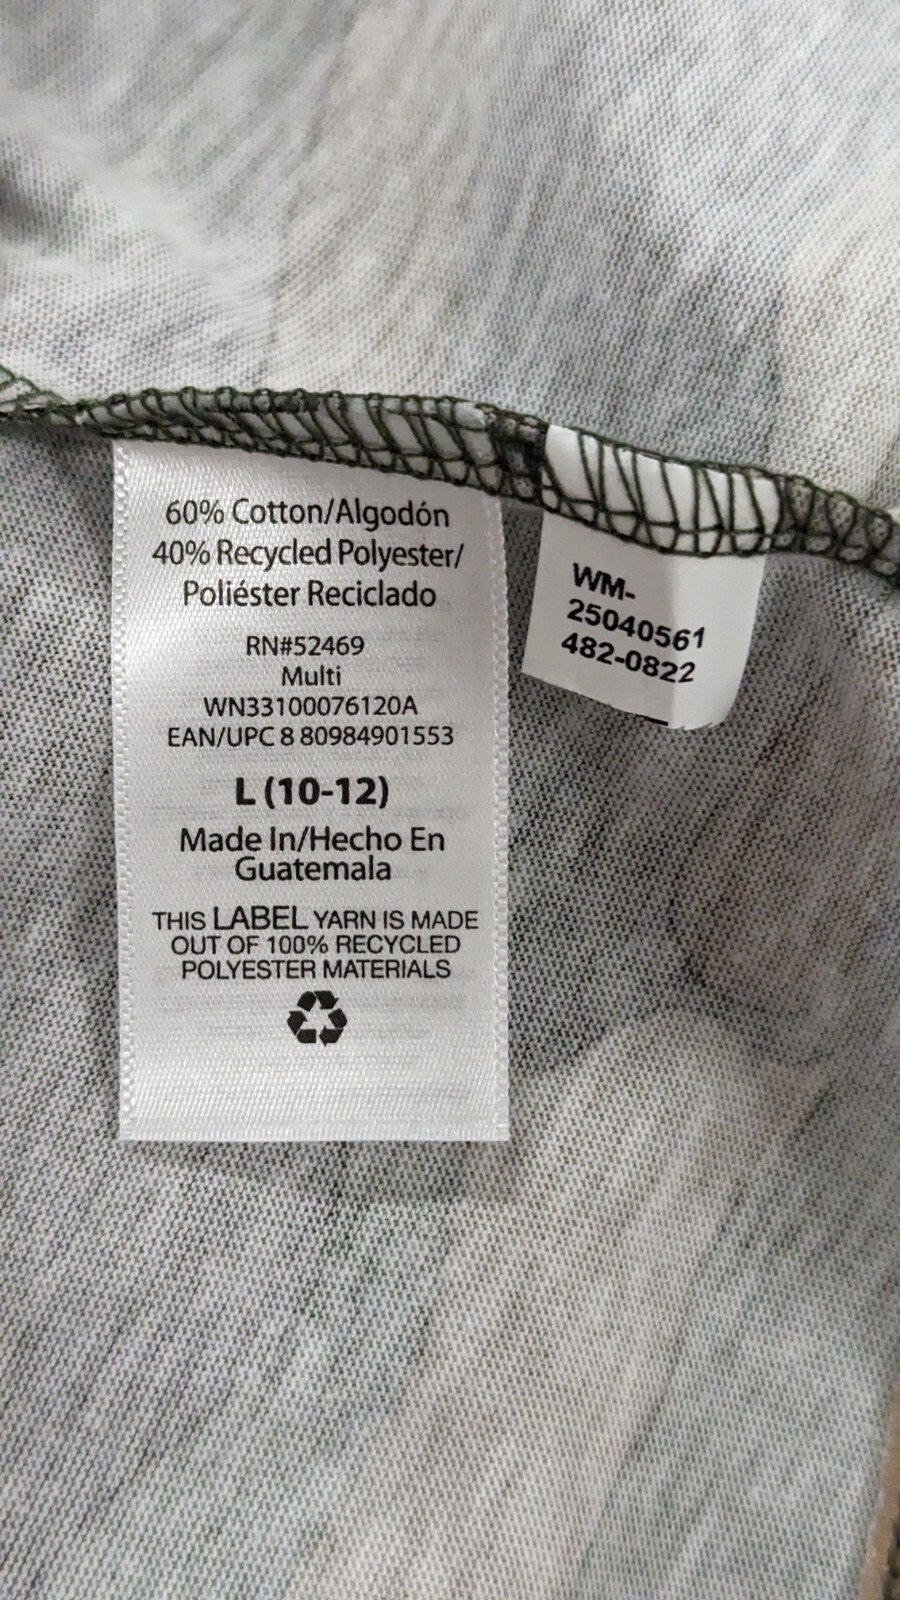 60% Cotton/Algodón
40% Recycled Polyester/
Poliéster Reciclado
RN#52469
Multi
WN33100076120A
EAN/UPC 8 80984901553
L (10-12)
Made In/Hecho En
Guatemala
THIS LABEL YARN IS MADE
OUT OF 100% RECYCLED
POLYESTER MATERIALS
WM-
25040561
482-0822